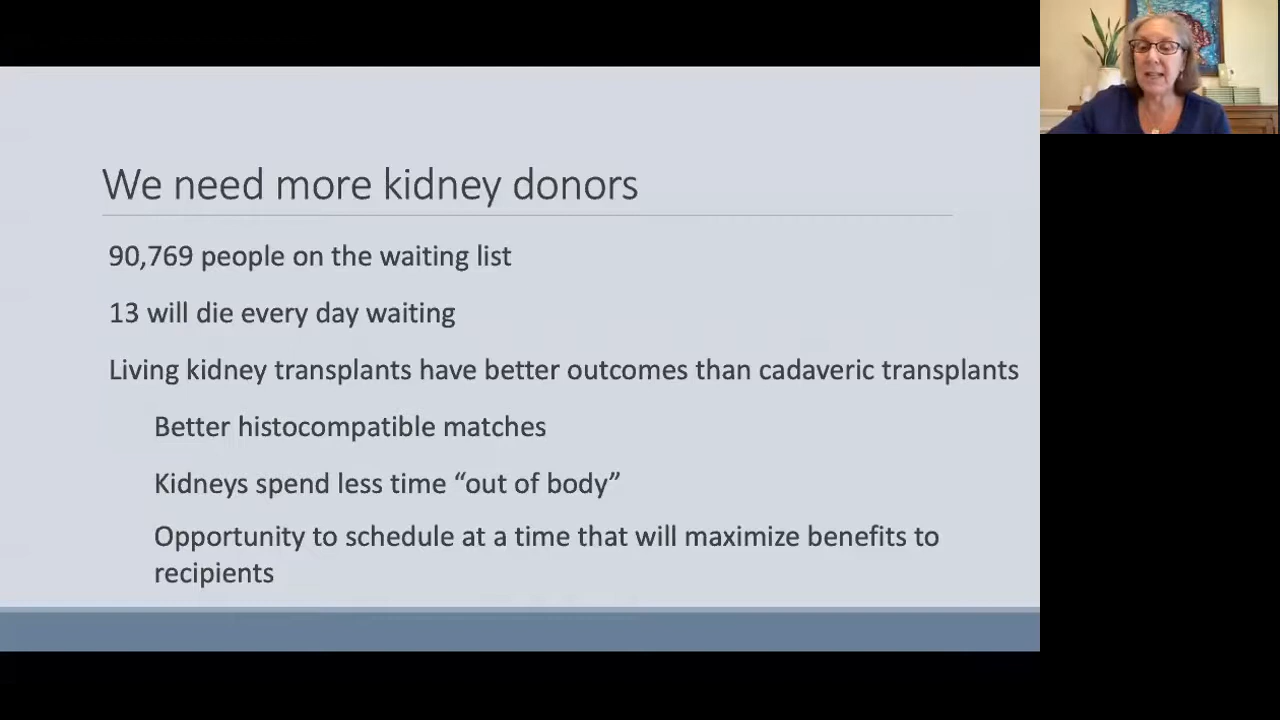 We need more kidney donors
90,769 people on the waiting list
13 will die every day waiting
Living kidney transplants have better outcomes than cadaveric transplants
Better histocompatible matches
Kidneys spend less time “out of body”
Opportunity to schedule at a time that will maximize benefits to
recipients